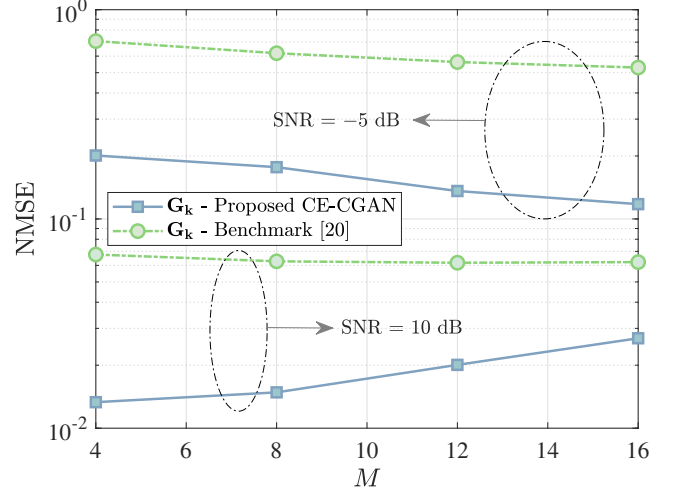 10^0
SNR = −5 dB
NMSE
G_k - Proposed CE-CGAN
10^{-1}
G_k - Benchmark [20]
SNR = 10 dB
10^{-2}
4 6 8 10 12 14 16
M